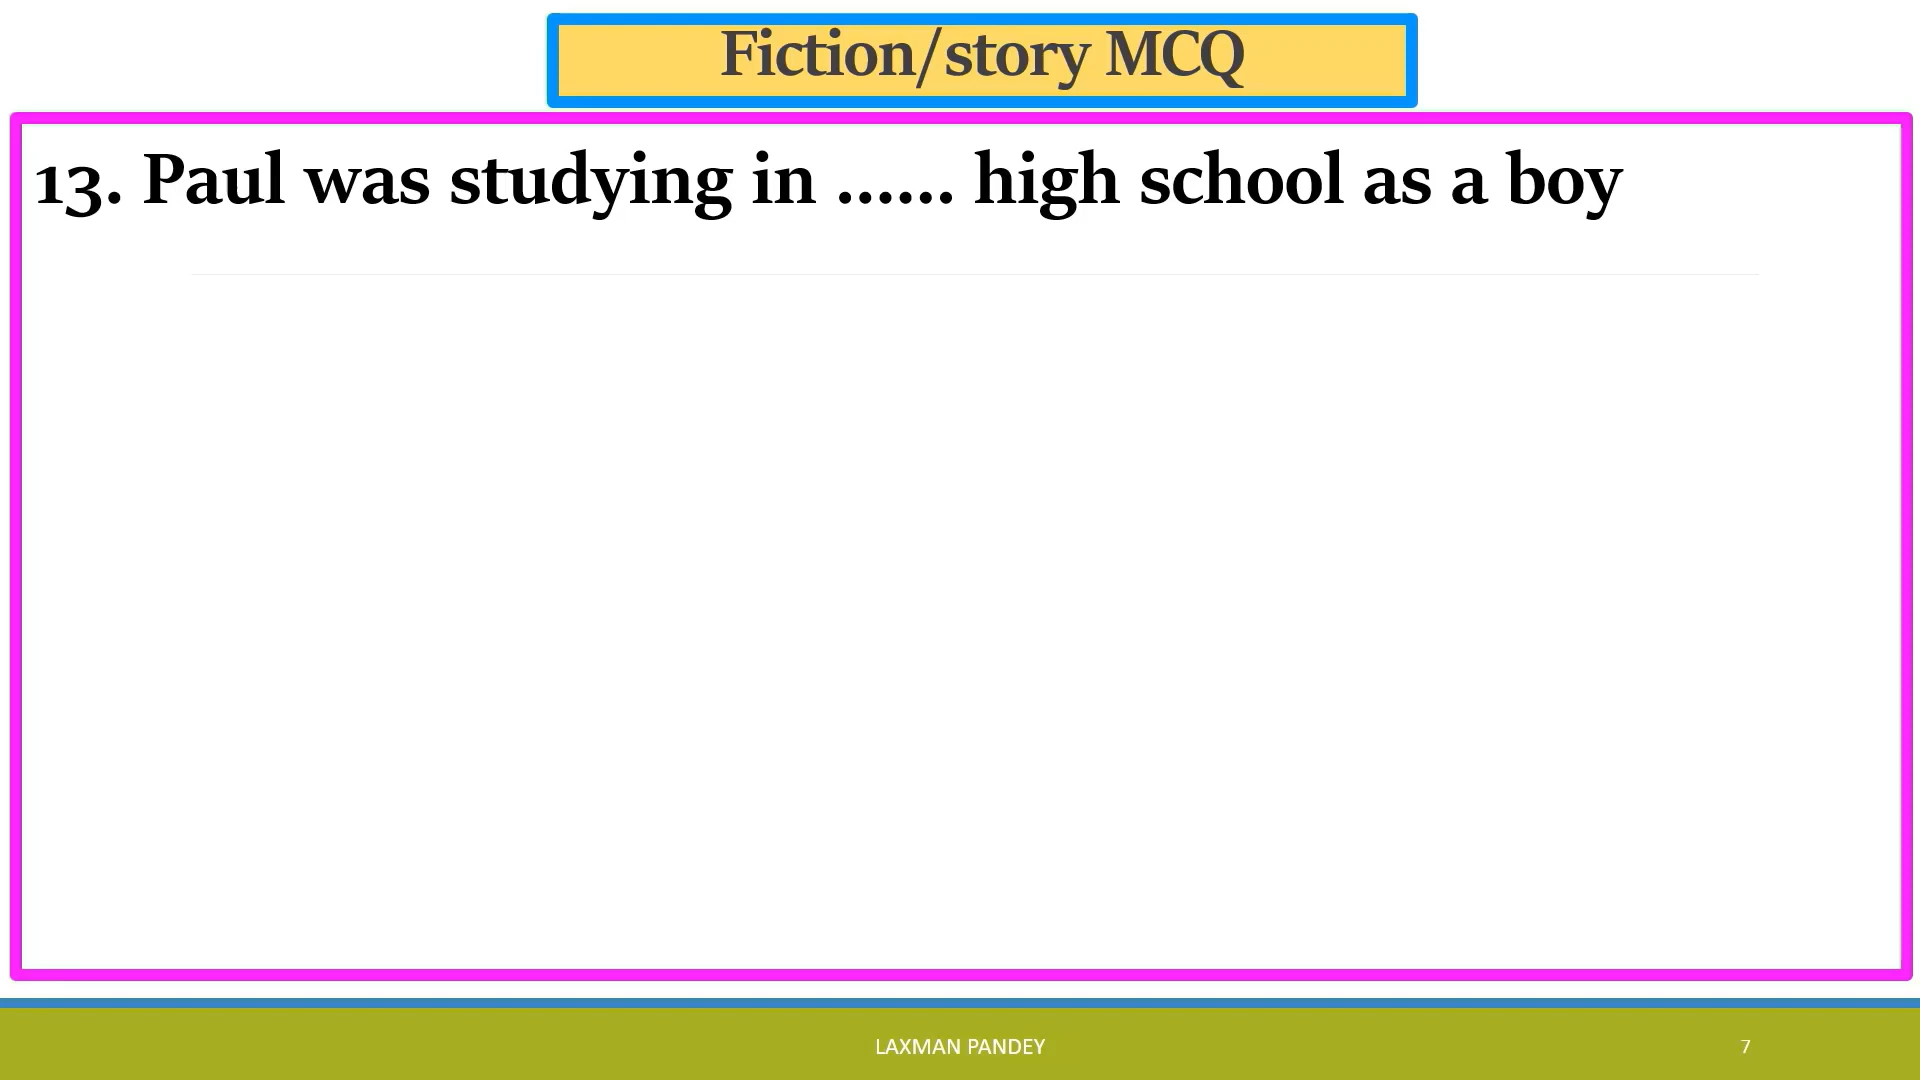 Fiction/story MCQ
13. Paul was studying in …… high school as a boy
LAXMAN PANDEY
7